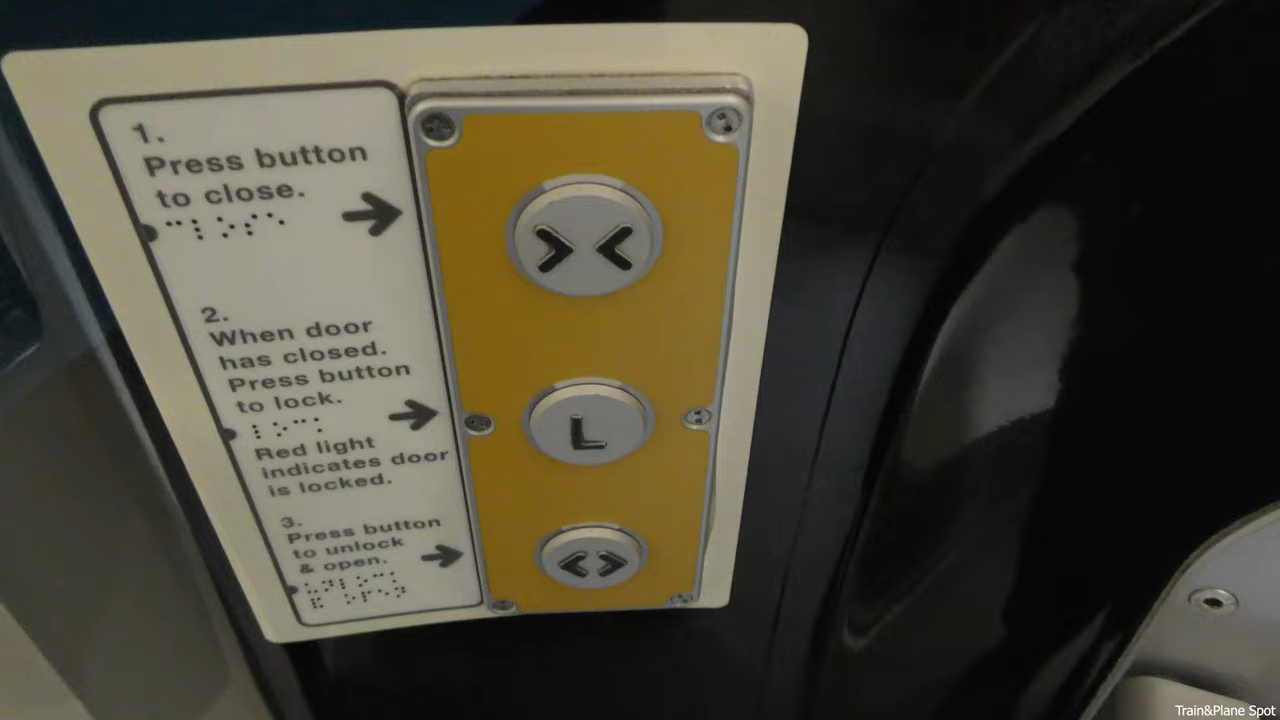 1.
Press button
to close.
2.
When door
has closed.
Press button
to lock.
Red light
indicates door
is locked.
3.
Press button
to unlock
& open.
> <
L
< >
Train&Plane Spot